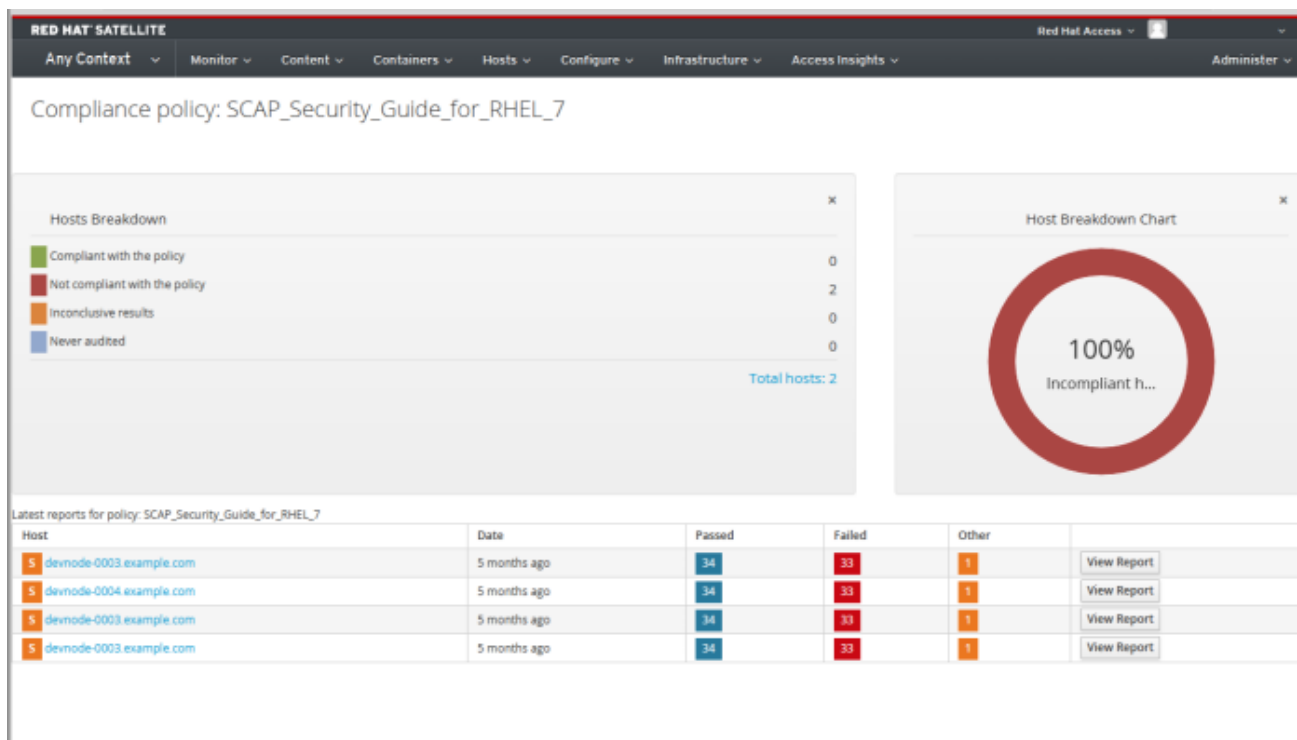 RED HAT SATELLITE Red Hat Access
Any Context Monitor Content Containers Hosts Configure Infrastructure Access Insights Administer
Compliance policy: SCAP_Security_Guide_for_RHEL_7
Hosts Breakdown
Compliant with the policy 0
Not compliant with the policy 2
Inconclusive results 0
Never audited 0
Total hosts: 2
Host Breakdown Chart
100%
Incompliant h...
Latest reports for policy: SCAP_Security_Guide_for_RHEL_7
Host Date Passed Failed Other
S devnode-0003.example.com 5 months ago 34 33 1 View Report
S devnode-0004.example.com 5 months ago 34 33 1 View Report
S devnode-0003.example.com 5 months ago 34 33 1 View Report
S devnode-0003.example.com 5 months ago 34 33 1 View Report